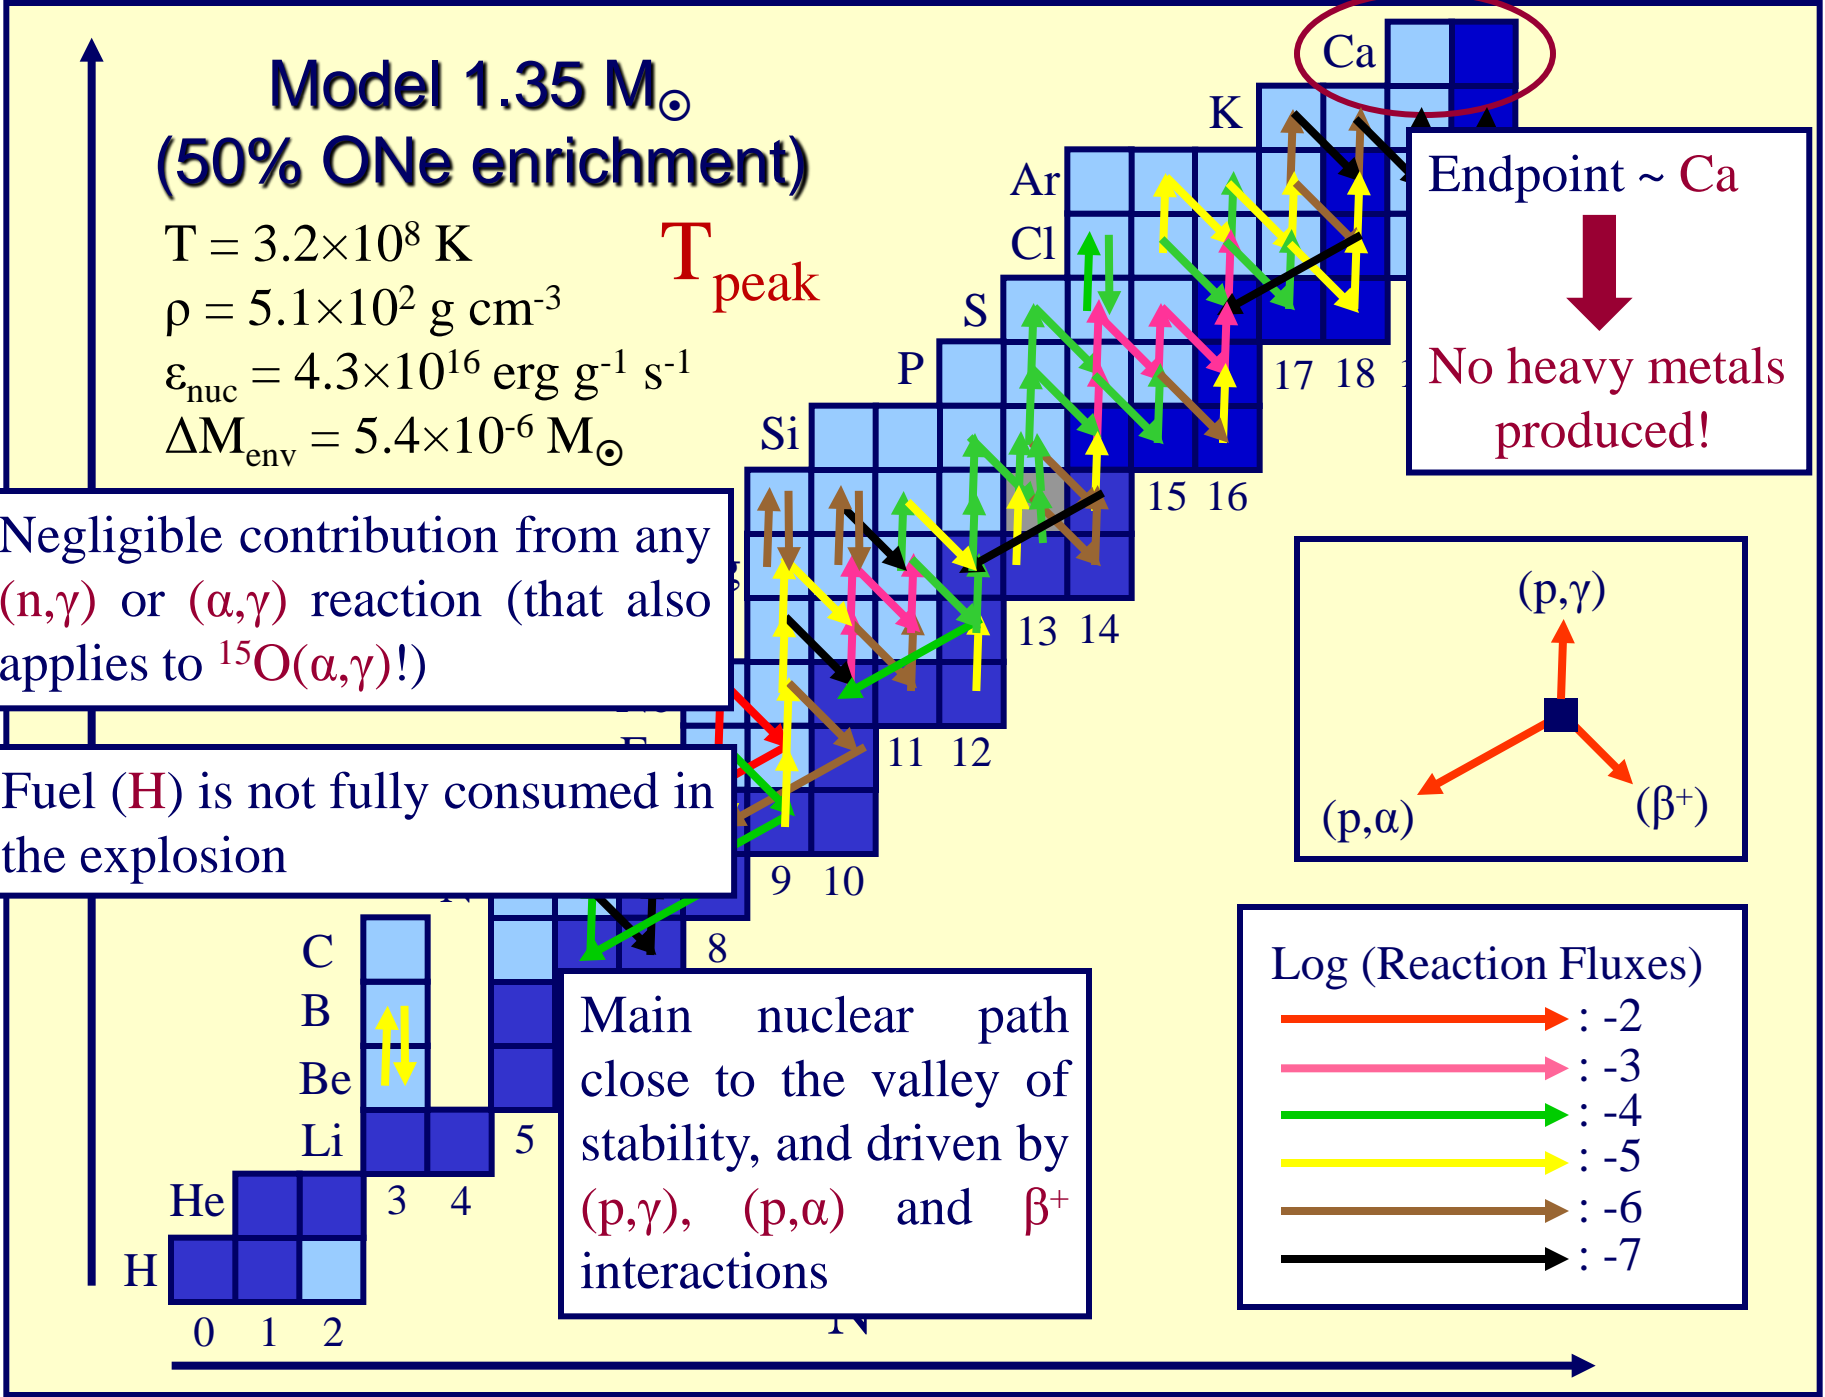 Model 1.35 M☉
(50% ONe enrichment)
T = 3.2×10⁸ K
ρ = 5.1×10² g cm⁻³
εnuc = 4.3×10¹⁶ erg g⁻¹ s⁻¹
ΔMenv = 5.4×10⁻⁶ M☉
Tpeak
Ca
K
Ar
Cl
S
P
Si
Endpoint ~ Ca
No heavy metals
produced!
17 18
15 16
13 14
11 12
9 10
8
Negligible contribution from any
(n,γ) or (α,γ) reaction (that also
applies to ¹⁵O(α,γ)!)
Fuel (H) is not fully consumed in
the explosion
C
B
Be
Li
He
H
5
3 4
0 1 2
Main nuclear path
close to the valley of
stability, and driven by
(p,γ), (p,α) and β⁺
interactions
(p,γ)
(p,α)
(β⁺)
Log (Reaction Fluxes)
: -2
: -3
: -4
: -5
: -6
: -7